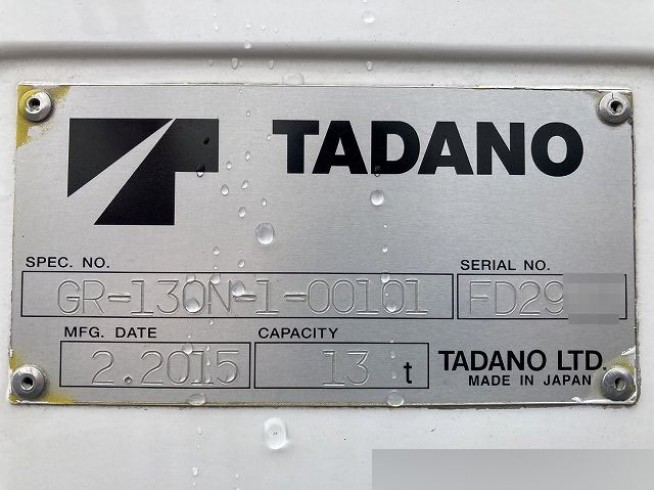 TADANO
SPEC. NO.
GR-130N-1-00101
SERIAL NO.
FD29
MFG. DATE
2.2015
CAPACITY
13 t
TADANO LTD.
MADE IN JAPAN